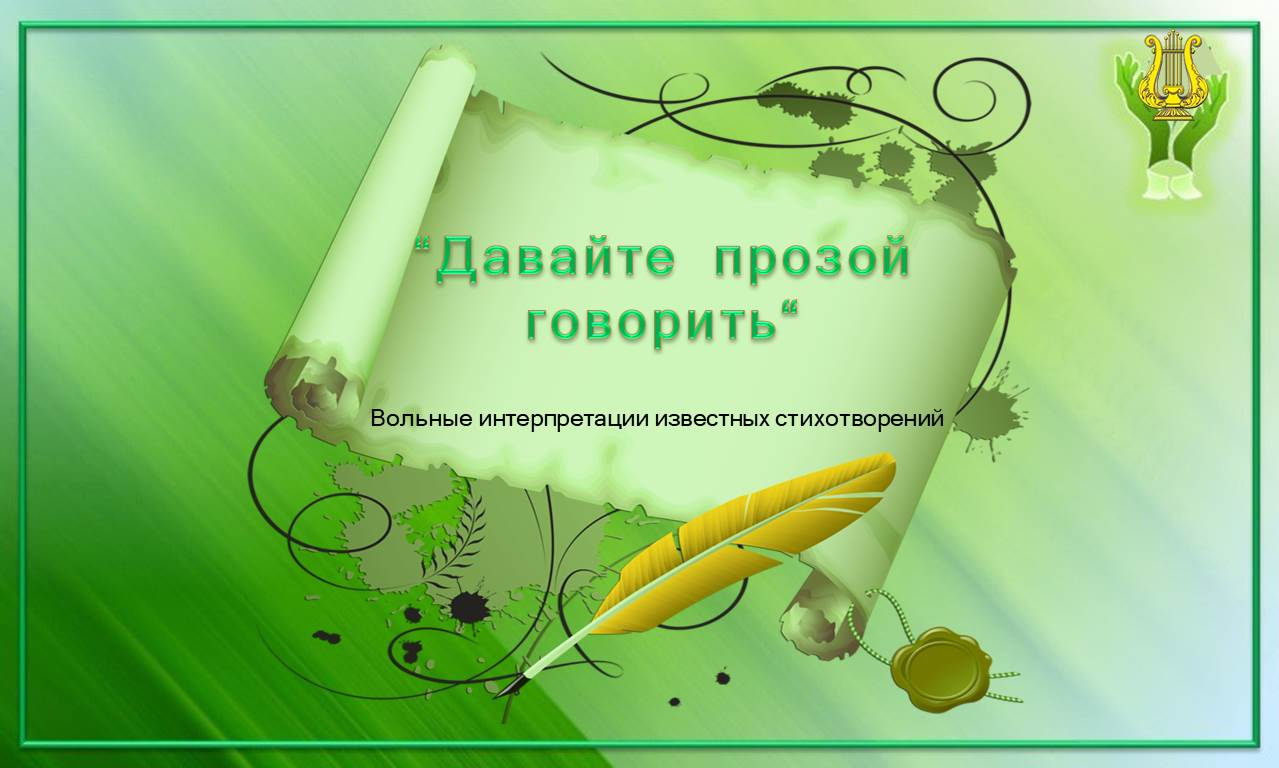 “Давайте прозой
говорить“
Вольные интерпретации известных стихотворений